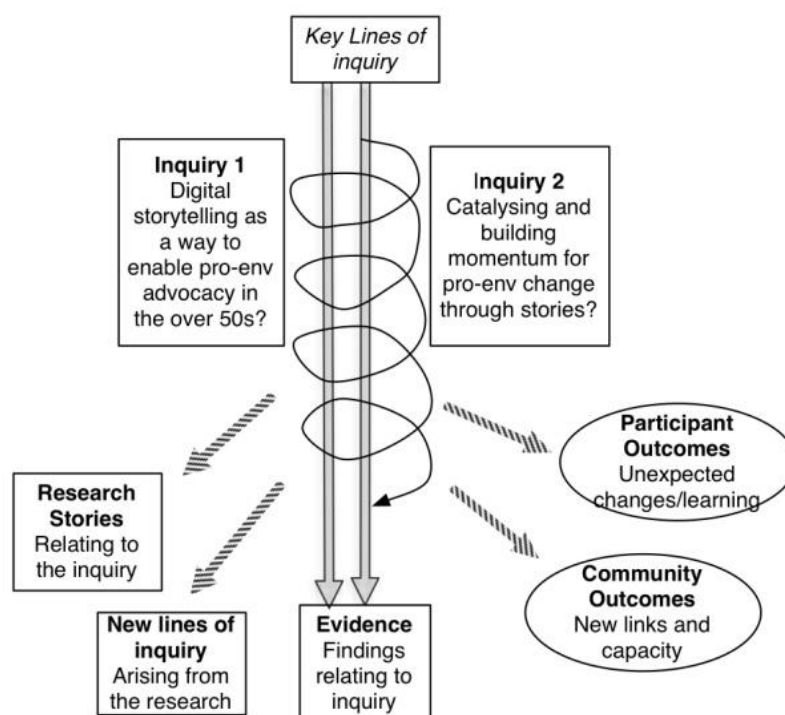 Key Lines of
inquiry
Inquiry 1
Digital
storytelling as
a way to
enable pro-env
advocacy in
the over 50s?
Inquiry 2
Catalysing and
building
momentum for
pro-env change
through stories?
Research
Stories
Relating to
the inquiry
Participant
Outcomes
Unexpected
changes/learning
New lines of
inquiry
Arising from
the research
Evidence
Findings
relating to
inquiry
Community
Outcomes
New links and
capacity